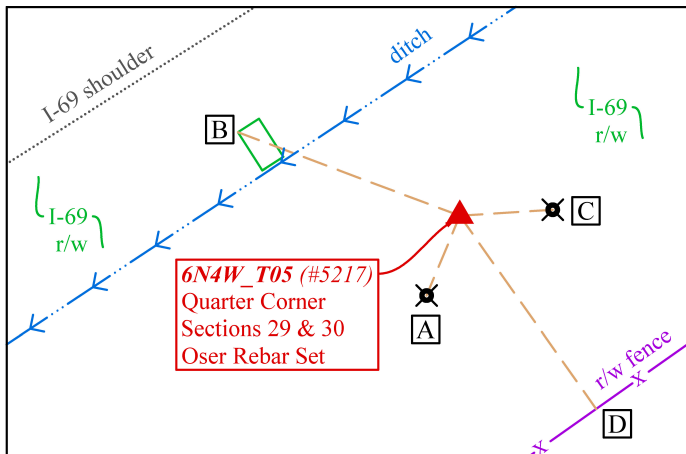 I-69 shoulder
ditch
B
I-69
r/w
C
I-69
r/w
6N4W_T05 (#5217)
Quarter Corner
Sections 29 & 30
Oser Rebar Set
A
r/w fence
x
D
x